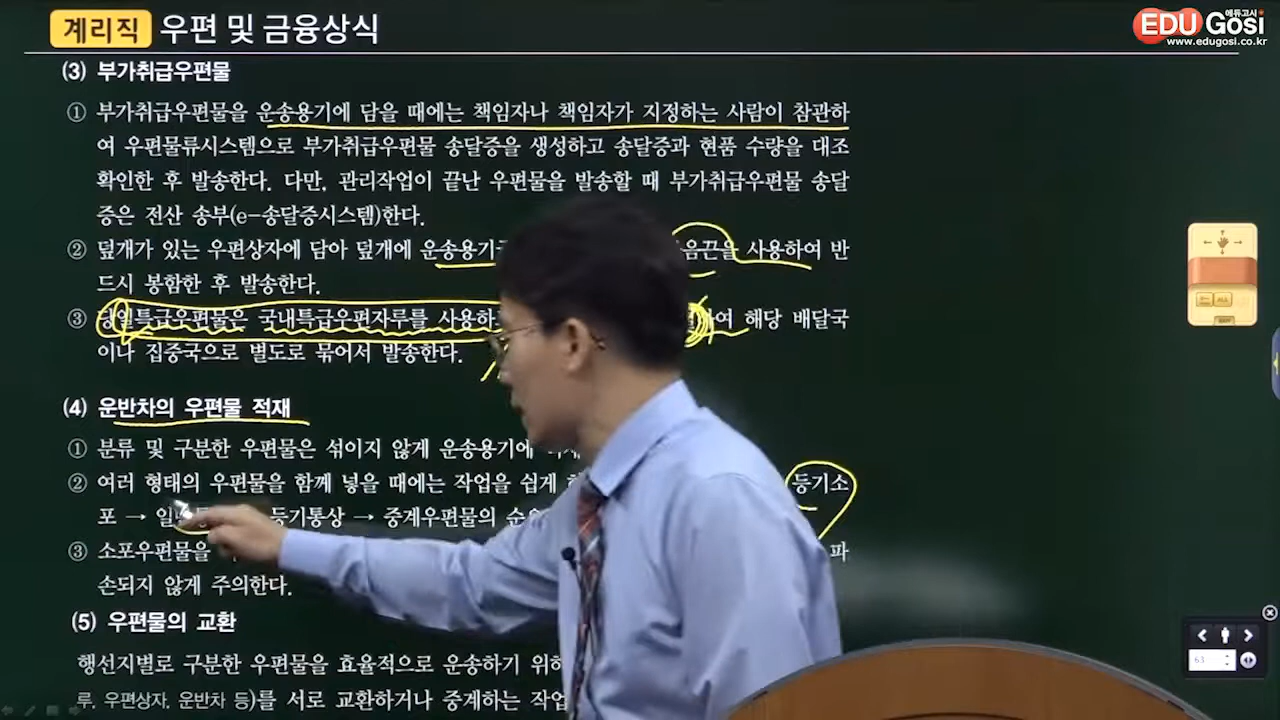 계리직 우편 및 금융상식
에듀고시
EDU Gosi
www.edugosi.co.kr
(3) 부가취급우편물
① 부가취급우편물을 운송용기에 담을 때에는 책임자나 책임자가 지정하는 사람이 참관하
여 우편물류시스템으로 부가취급우편물 송달증을 생성하고 송달증과 현품 수량을 대조
확인한 후 발송한다. 다만, 관리작업이 끝난 우편물을 발송할 때 부가취급우편물 송달
증은 전산 송부(e-송달증시스템)한다.
② 덮개가 있는 우편상자에 담아 덮개에 운송용기 사용하여 반
드시 봉함한 후 발송한다.
③ 당일특급우편물은 국내특급우편자루를 사용하 여 해당 배달국
이나 집중국으로 별도로 묶어서 발송한다.
(4) 운반차의 우편물 적재
① 분류 및 구분한 우편물은 섞이지 않게 운송용기에
② 여러 형태의 우편물을 함께 넣을 때에는 작업을 쉽게 등기소
포 → 등기통상 → 중계우편물의
③ 소포우편물을 파
손되지 않게 주의한다.
(5) 우편물의 교환
행선지별로 구분한 우편물을 효율적으로 운송하기
루, 우편상자, 운반차 등)를 서로 교환하거나 중계하는 작업
63